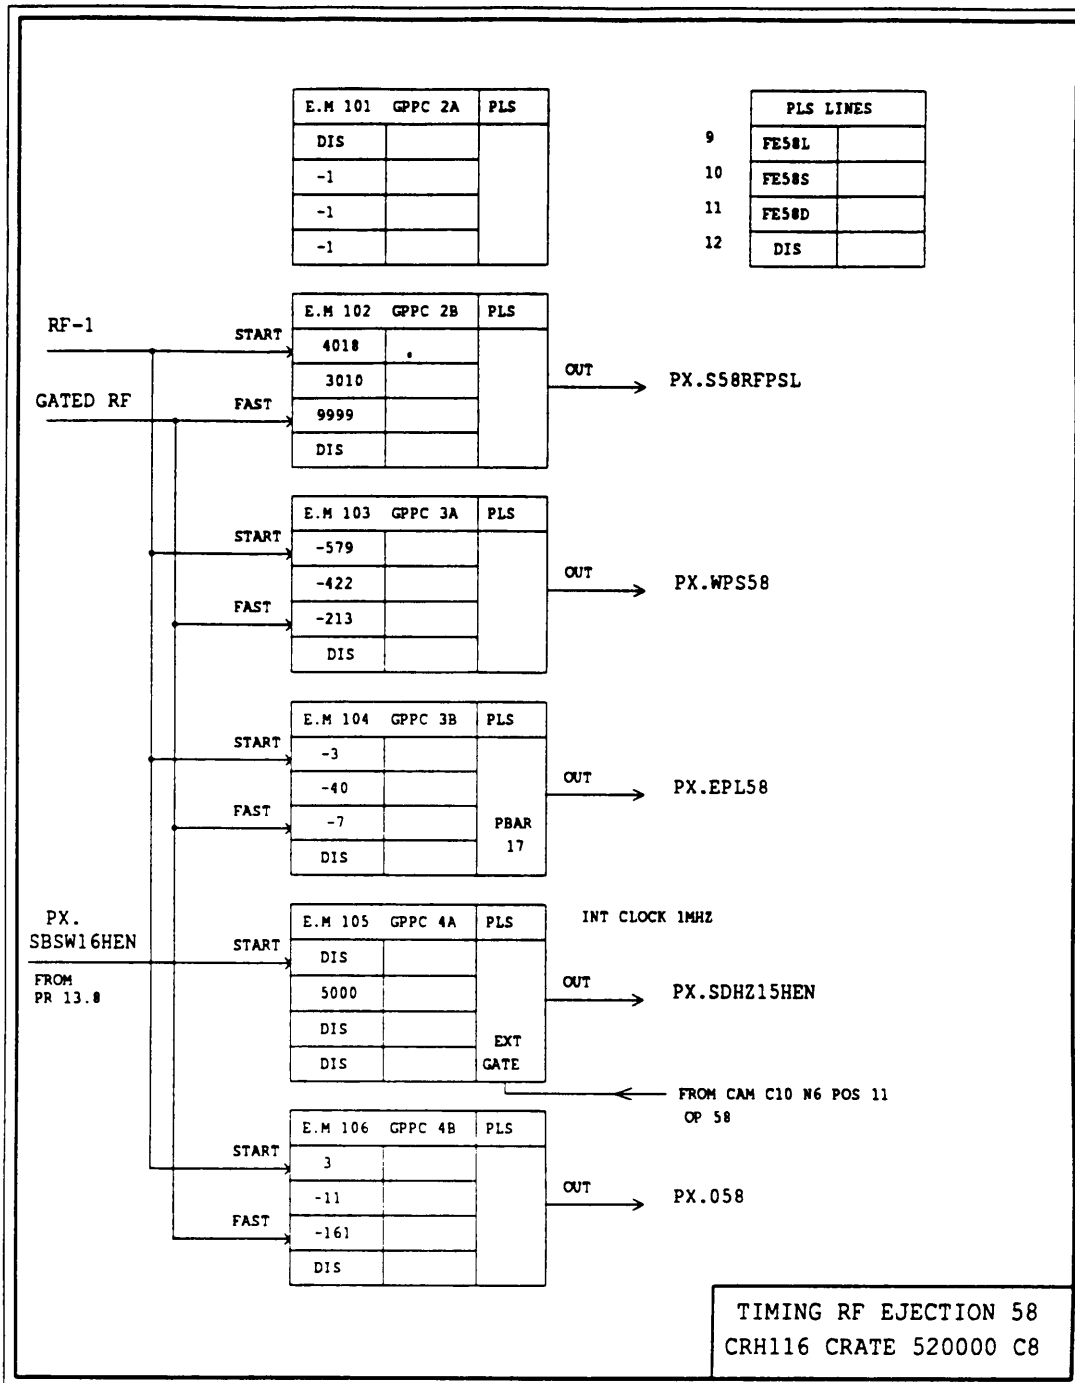 E.M 101 GPPC 2A PLS
DIS
-1
-1
-1
PLS LINES
9 FE58L
10 FE58S
11 FE58D
12 DIS
RF-1
GATED RF
E.M 102 GPPC 2B PLS
START
4018
3010
FAST
9999
DIS
OUT
PX.S58RFPSL
E.M 103 GPPC 3A PLS
START
-579
-422
FAST
-213
DIS
OUT
PX.WPS58
E.M 104 GPPC 3B PLS
START
-3
-40
FAST
-7
DIS
PBAR
17
OUT
PX.EPL58
PX.
SBSW16HEN
FROM
PR 13.8
E.M 105 GPPC 4A PLS
INT CLOCK 1MHZ
START
DIS
5000
DIS
DIS
EXT
GATE
OUT
PX.SDHZ15HEN
FROM CAM C10 N6 POS 11
OP 58
E.M 106 GPPC 4B PLS
START
3
-11
FAST
-161
DIS
OUT
PX.O58
TIMING RF EJECTION 58
CRH116 CRATE 520000 C8